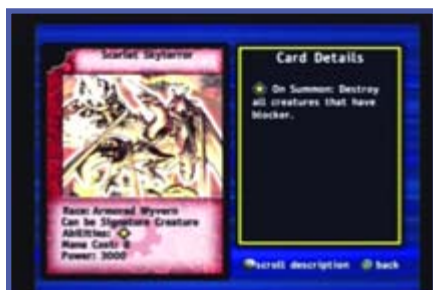 Scarlet Skyterror
Race: Armored Wyvern
Can be Signature Creature
Abilities:
Mana Cost: 8
Power: 3000
Card Details
On Summon: Destroy
all creatures that have
blocker.
scroll description back